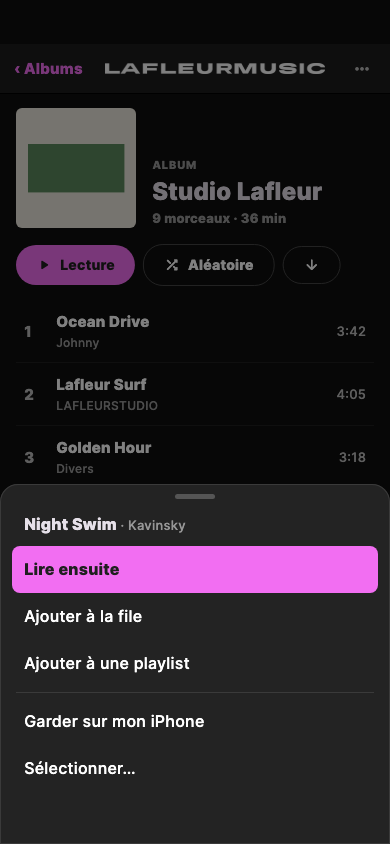 ‹ Albums
LAFLEURMUSIC
ALBUM
Studio Lafleur
9 morceaux · 36 min
Lecture
Aléatoire
1
Ocean Drive
3:42
Johnny
2
Lafleur Surf
4:05
LAFLEURSTUDIO
3
Golden Hour
3:18
Divers
Night Swim · Kavinsky
Lire ensuite
Ajouter à la file
Ajouter à une playlist
Garder sur mon iPhone
Sélectionner...